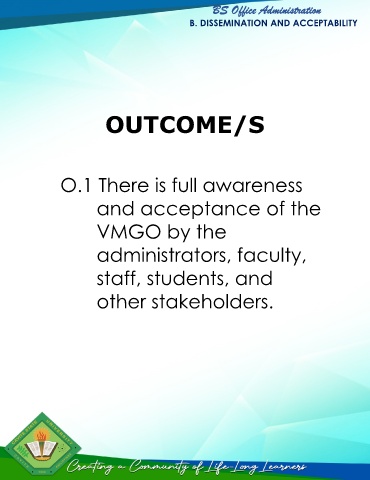 BS Office Administration
B. DISSEMINATION AND ACCEPTABILITY
OUTCOME/S
O.1 There is full awareness
and acceptance of the
VMGO by the
administrators, faculty,
staff, students, and
other stakeholders.
Creating a Community of Life Long Learners